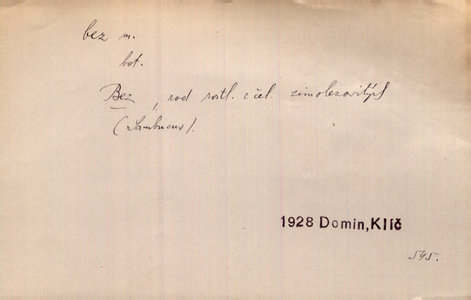 bez m.
bot.
Bez, rod rostl. z čel. zimolezovitých
(Sambucus).
1928 Domin, Klíč
545.